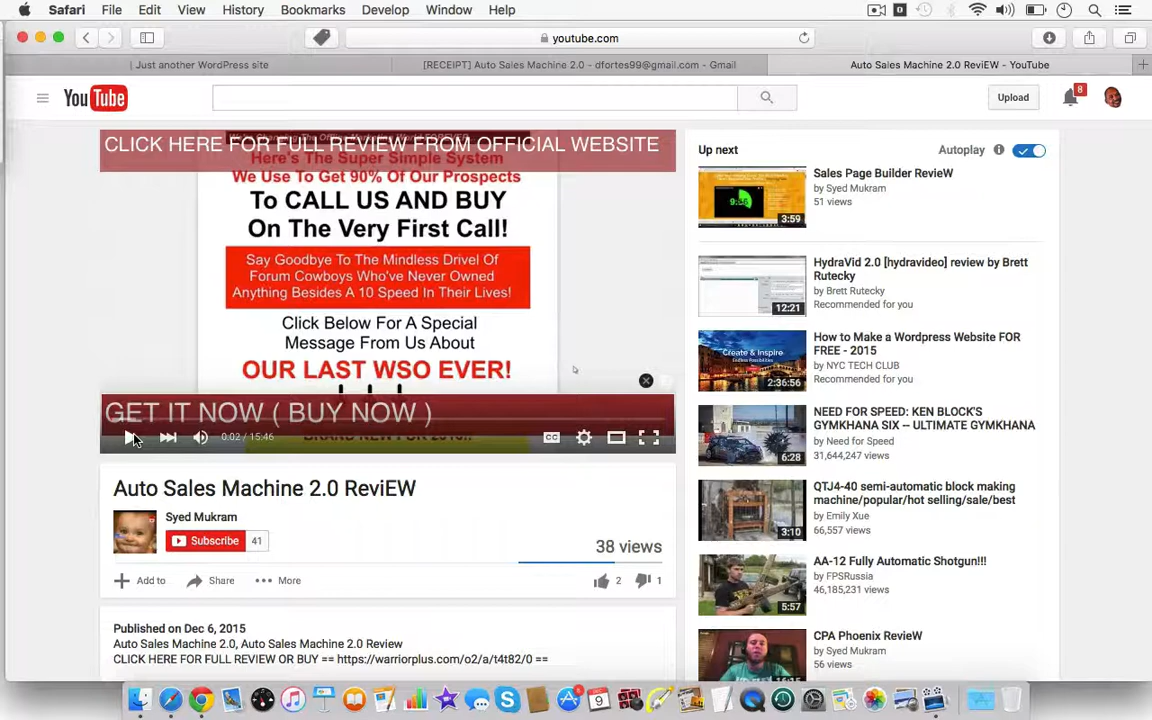 Safari File Edit View History Bookmarks Develop Window Help
youtube.com
| Just another WordPress site
[RECEIPT] Auto Sales Machine 2.0 - dfortes99@gmail.com - Gmail
Auto Sales Machine 2.0 ReviEW - YouTube
YouTube
Upload
8
CLICK HERE FOR FULL REVIEW FROM OFFICIAL WEBSITE
Here's The Super Simple System
We Use To Get 90% Of Our Prospects
To CALL US AND BUY
On The Very First Call!
Say Goodbye To The Mindless Drivel Of
Forum Cowboys Who've Never Owned
Anything Besides A 10 Speed In Their Lives!
Click Below For A Special
Message From Us About
OUR LAST WSO EVER!
GET IT NOW ( BUY NOW )
0:02 / 15:46
CC
Auto Sales Machine 2.0 ReviEW
Syed Mukram
Subscribe 41
38 views
Add to Share More
2 1
Published on Dec 6, 2015
Auto Sales Machine 2.0, Auto Sales Machine 2.0 Review
CLICK HERE FOR FULL REVIEW OR BUY == https://warriorplus.com/o2/a/t4t82/0 ==
Up next
Autoplay
Sales Page Builder RevieW
by Syed Mukram
51 views
3:59
HydraVid 2.0 [hydravideo] review by Brett
Rutecky
by Brett Rutecky
Recommended for you
12:21
How to Make a Wordpress Website FOR
FREE - 2015
by NYC TECH CLUB
Recommended for you
Create & Inspire
2:36:56
NEED FOR SPEED: KEN BLOCK'S
GYMKHANA SIX -- ULTIMATE GYMKHANA
by Need for Speed
31,644,247 views
6:28
QTJ4-40 semi-automatic block making
machine/popular/hot selling/sale/best
by Emily Xue
66,557 views
3:10
AA-12 Fully Automatic Shotgun!!!
by FPSRussia
46,185,231 views
5:57
CPA Phoenix RevieW
by Syed Mukram
56 views
9